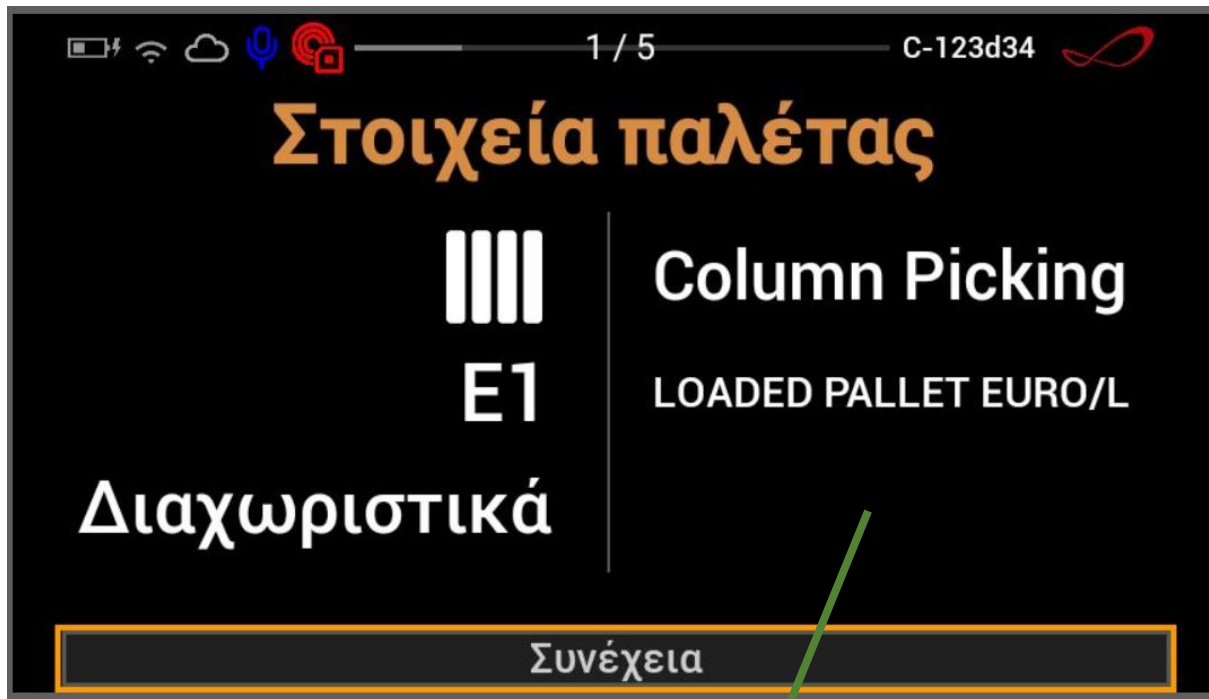 1 / 5
C-123d34
Στοιχεία παλέτας
Column Picking
E1
LOADED PALLET EURO/L
Διαχωριστικά
Συνέχεια